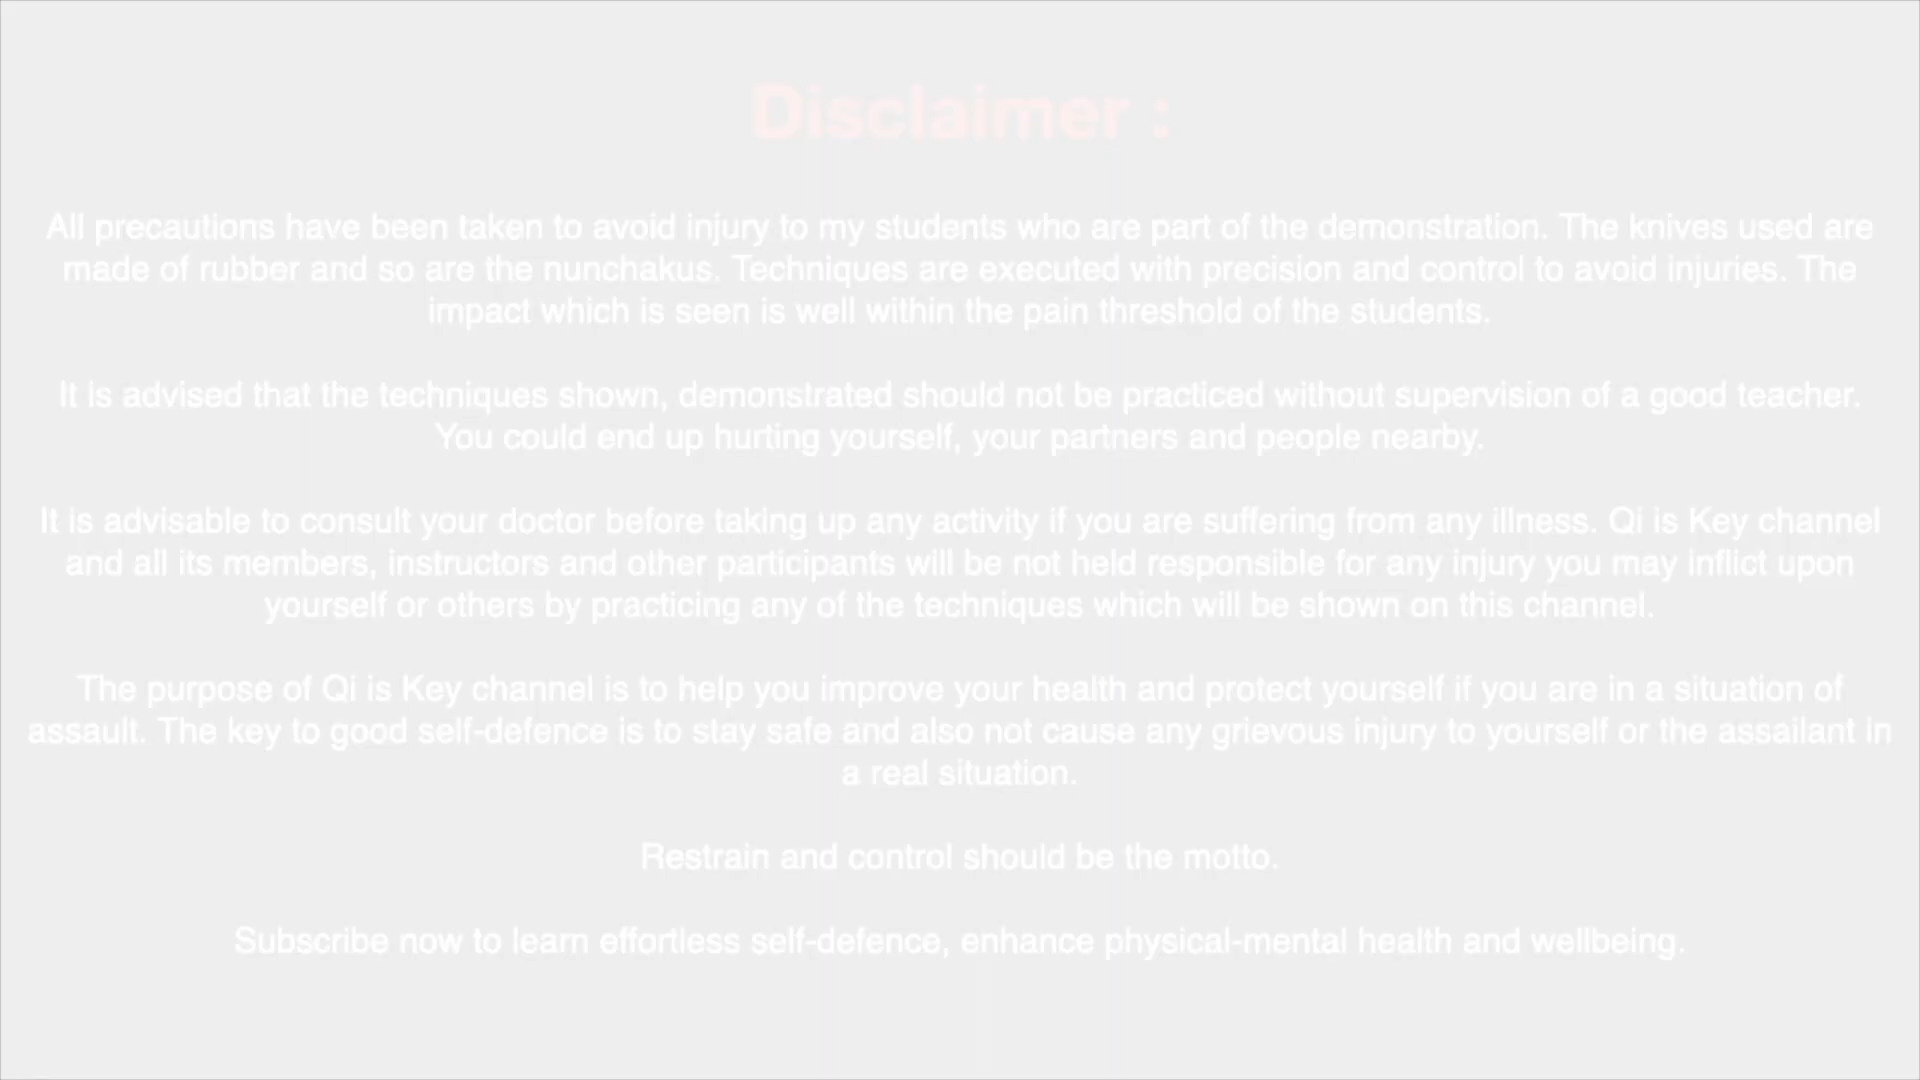 Disclaimer :
All precautions have been taken to avoid injury to my students who are part of the demonstration. The knives used are
made of rubber and so are the nunchakus. Techniques are executed with precision and control to avoid injuries. The
impact which is seen is well within the pain threshold of the students.
It is advised that the techniques shown, demonstrated should not be practiced without supervision of a good teacher.
You could end up hurting yourself, your partners and people nearby.
It is advisable to consult your doctor before taking up any activity if you are suffering from any illness. Qi is Key channel
and all its members, instructors and other participants will be not held responsible for any injury you may inflict upon
yourself or others by practicing any of the techniques which will be shown on this channel.
The purpose of Qi is Key channel is to help you improve your health and protect yourself if you are in a situation of
assault. The key to good self-defence is to stay safe and also not cause any grievous injury to yourself or the assailant in
a real situation.
Restrain and control should be the motto.
Subscribe now to learn effortless self-defence, enhance physical-mental health and wellbeing.